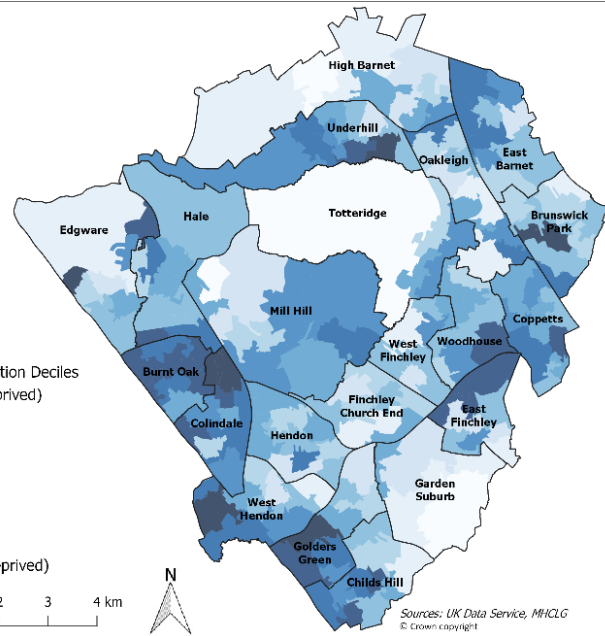 High Barnet
Underhill
Oakleigh
East
Barnet
Edgware
Hale
Totteridge
Brunswick
Park
Mill Hill
Coppetts
West
Finchley
Woodhouse
tion Deciles
prived)
Burnt Oak
Finchley
Church End
East
Finchley
Colindale
Hendon
Garden
Suburb
West
Hendon
Golders
Green
prived)
Childs Hill
N
2 3 4 km
Sources: UK Data Service, MHCLG
© Crown copyright